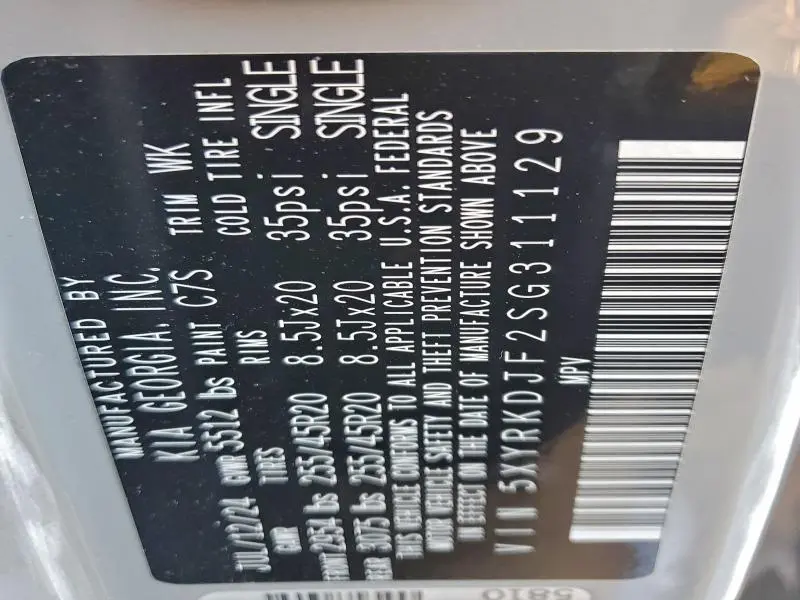 MANUFACTURED BY
KIA GEORGIA, INC.
JUL/12/24 GVWR 5512 lbs PAINT C7S TRIM WK
GAWR TIRES RIMS COLD TIRE INFL
FRONT 2954 lbs 255/45R20 8.5Jx20 35psi SINGLE
REAR 3075 lbs 255/45R20 8.5Jx20 35psi SINGLE
THIS VEHICLE CONFORMS TO ALL APPLICABLE U.S.A. FEDERAL
MOTOR VEHICLE SAFETY AND THEFT PREVENTION STANDARDS
IN EFFECT ON THE DATE OF MANUFACTURE SHOWN ABOVE
VIN 5XYRKDJF2SG311129
MPV
5810